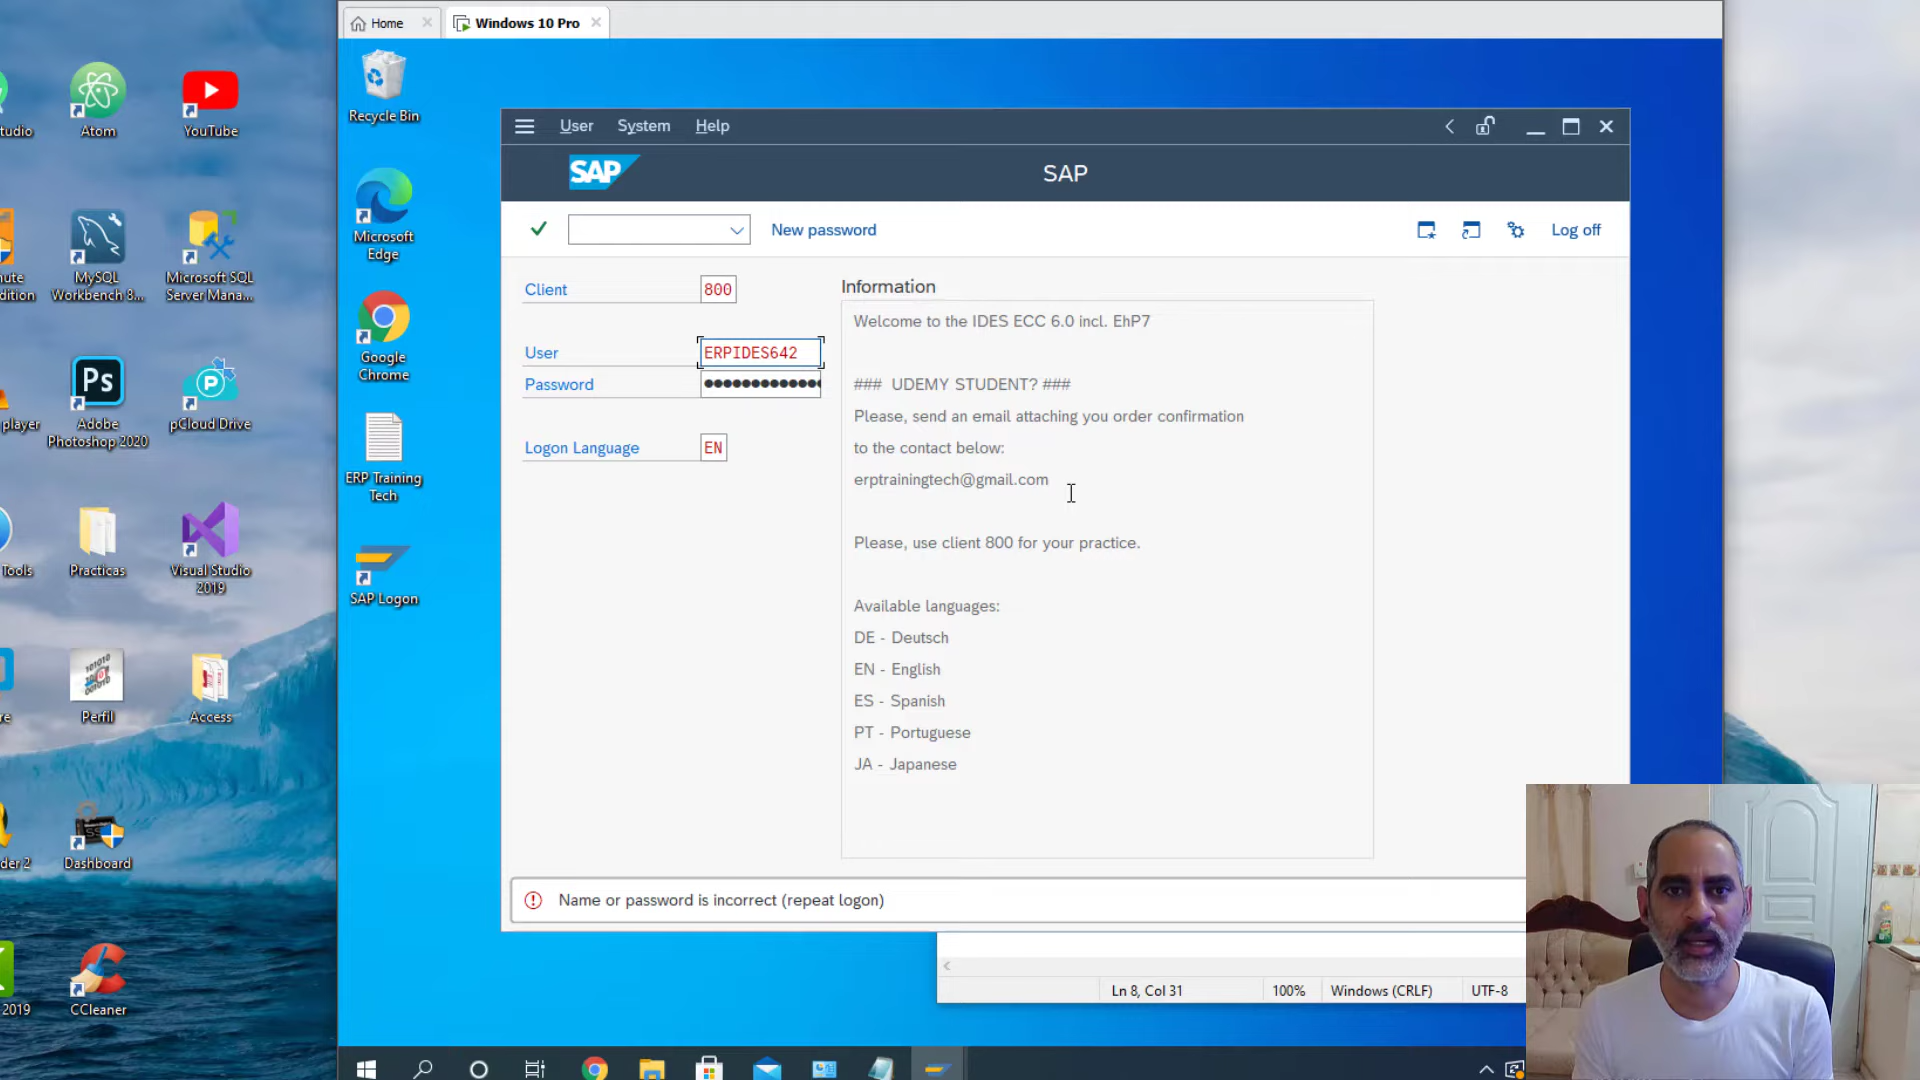 Home
Windows 10 Pro
Recycle Bin
Microsoft
Edge
Google
Chrome
ERP Training
Tech
SAP Logon
tudio
Atom
YouTube
nute
dition
MySQL
Workbench 8...
Microsoft SQL
Server Mana...
player
Ps
Adobe
Photoshop 2020
P
pCloud Drive
Tools
Practicas
Visual Studio
2019
re
Perfil
Access
der 2
Dashboard
2019
CCleaner
User System Help
SAP
SAP
New password
Log off
Client 800
User ERPIDES642
Password
Logon Language EN
Information
Welcome to the IDES ECC 6.0 incl. EhP7
### UDEMY STUDENT? ###
Please, send an email attaching you order confirmation
to the contact below:
erptrainingtech@gmail.com
Please, use client 800 for your practice.
Available languages:
DE - Deutsch
EN - English
ES - Spanish
PT - Portuguese
JA - Japanese
Name or password is incorrect (repeat logon)
Ln 8, Col 31 100% Windows (CRLF) UTF-8